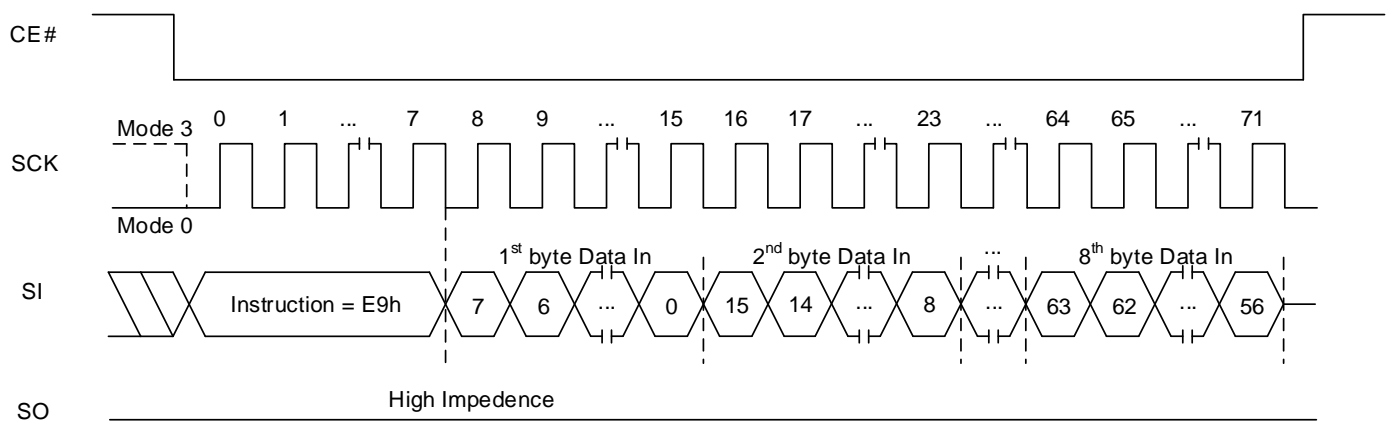 CE#
0 1 ... 7 8 9 ... 15 16 17 ... 23 ... 64 65 ... 71
Mode 3
SCK
Mode 0
1st byte Data In 2nd byte Data In ... 8th byte Data In
SI Instruction = E9h 7 6 ... 0 15 14 ... 8 ... 63 62 ... 56
High Impedence
SO